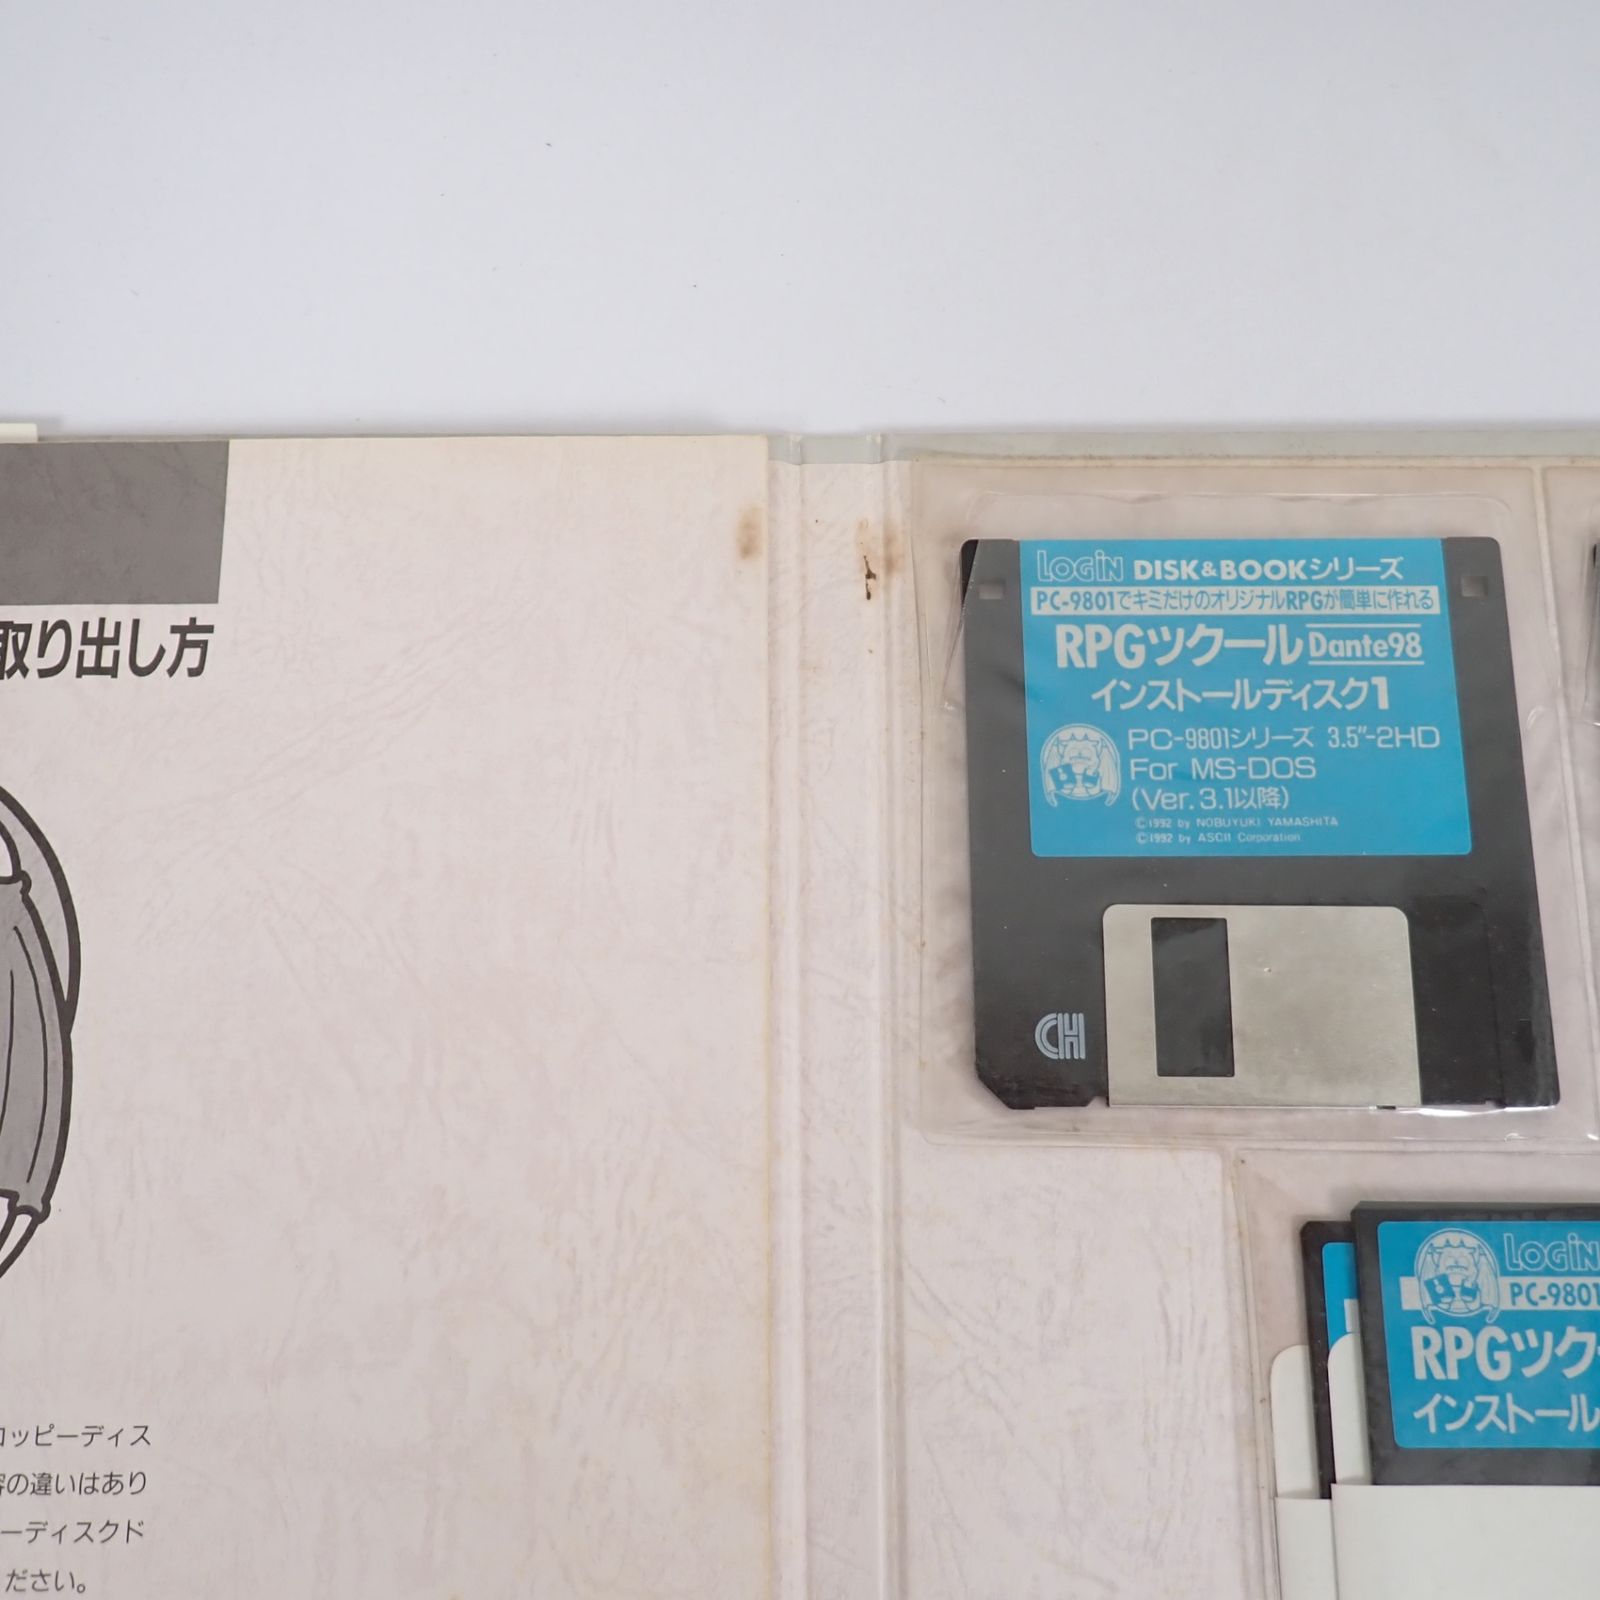 取り出し方
ロッピーディス
容の違いはあり
ーディスクド
ださい。
LOGiN DISK&BOOKシリーズ
PC-9801でキミだけのオリジナルRPGが簡単に作れる
RPGツクール Dante98
インストールディスク1
PC-9801シリーズ 3.5"-2HD
For MS-DOS
(Ver.3.1以降)
©1992 by NOBUYUKI YAMASHITA
©1992 by ASCII Corporation
CH
LOGiN
PC-9801
RPGツク
インストール